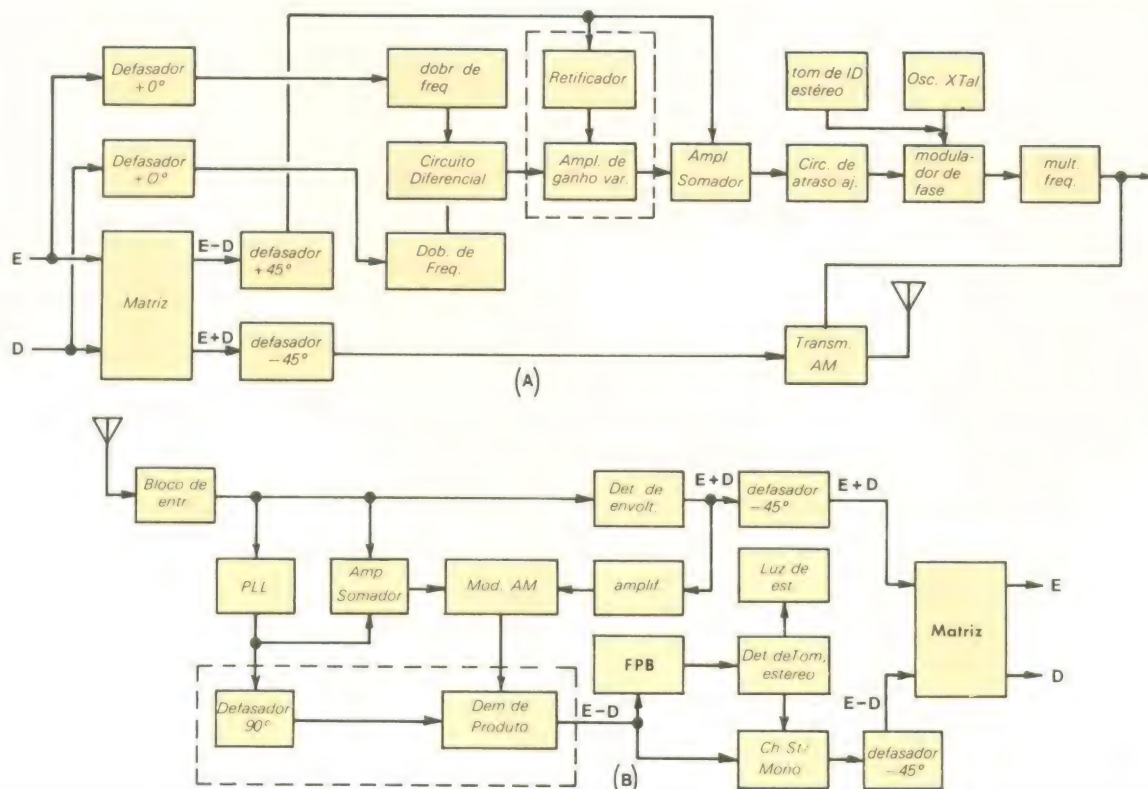 Defasador
+0°
dobr de
freq
Retificador
tom de ID
estéreo
Osc. XTal
Defasador
+0°
Circuito
Diferencial
Ampl. de
ganho var.
Ampl
Somador
Circ. de
atraso aj.
modula-
dor de
fase
mult
freq.
E
E-D
defasador
+45°
Dob. de
Freq.
Matriz
D
E+D
defasador
-45°
Transm.
AM
(A)
Bloco de
entr.
Det de
envolt.
E+D
defasador
-45°
E+D
PLL
Amp
Somador
Mod. AM
amplif.
Luz de
est.
Matriz
E
D
FPB
Det deTom,
estereo
Defasador
90°
Dem de
Produto
E-D
E-D
Ch St-
Mono
defasador
-45°
(B)